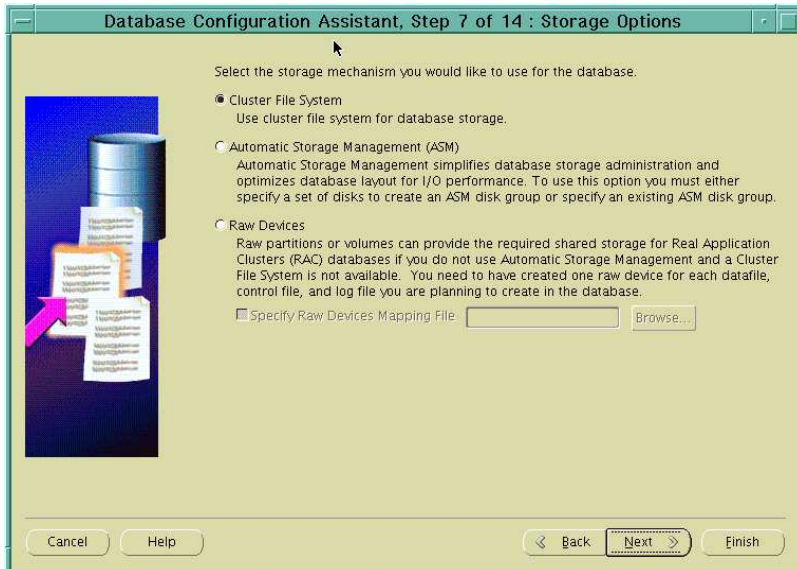 Database Configuration Assistant, Step 7 of 14 : Storage Options
Select the storage mechanism you would like to use for the database.
Cluster File System
Use cluster file system for database storage.
Automatic Storage Management (ASM)
Automatic Storage Management simplifies database storage administration and
optimizes database layout for I/O performance. To use this option you must either
specify a set of disks to create an ASM disk group or specify an existing ASM disk group.
Raw Devices
Raw partitions or volumes can provide the required shared storage for Real Application
Clusters (RAC) databases if you do not use Automatic Storage Management and a Cluster
File System is not available. You need to have created one raw device for each datafile,
control file, and log file you are planning to create in the database.
Specify Raw Devices Mapping File
Browse...
Cancel
Help
Back
Next
Finish